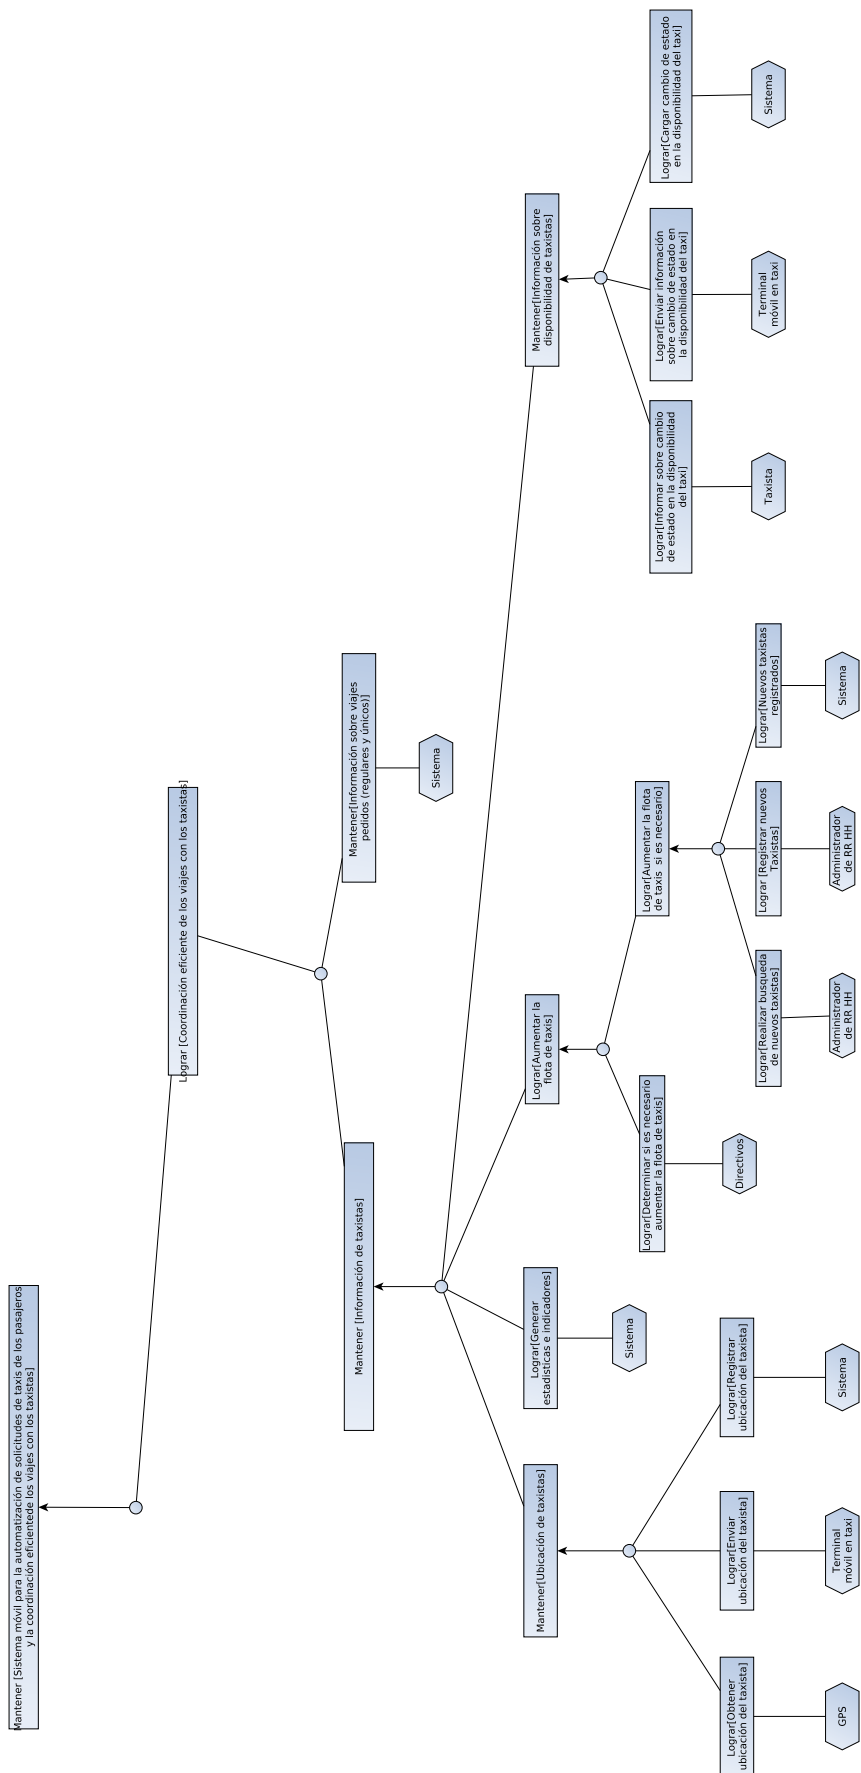 Mantener [Sistema móvil para la automatización de solicitudes de taxis de los pasajeros
y la coordinación eficientede los viajes con los taxistas]
Lograr [Coordinación eficiente de los viajes con los taxistas]
Mantener [Información de taxistas]
Mantener[Información sobre viajes
pedidos (regulares y únicos)]
Sistema
Mantener[Ubicación de taxistas]
Lograr[Generar
estadísticas e indicadores]
Sistema
Lograr[Aumentar la
flota de taxis]
Mantener[Información sobre
disponibilidad de taxistas]
Lograr[Obtener
ubicación del taxista]
GPS
Lograr[Enviar
ubicación del taxista]
Terminal
móvil en taxi
Lograr[Registrar
ubicación del taxista]
Sistema
Lograr[Determinar si es necesario
aumentar la flota de taxis]
Directivos
Lograr[Aumentar la flota
de taxis si es necesario]
Lograr[Realizar busqueda
de nuevos taxistas]
Administrador
de RR HH
Lograr [Registrar nuevos
Taxistas]
Administrador
de RR HH
Lograr[Nuevos taxistas
registrados]
Sistema
Lograr[Informar sobre cambio
de estado en la disponibilidad
del taxi]
Taxista
Lograr[Enviar información
sobre cambio de estado en
la disponibilidad del taxi]
Terminal
móvil en taxi
Lograr[Cargar cambio de estado
en la disponibilidad del taxi]
Sistema